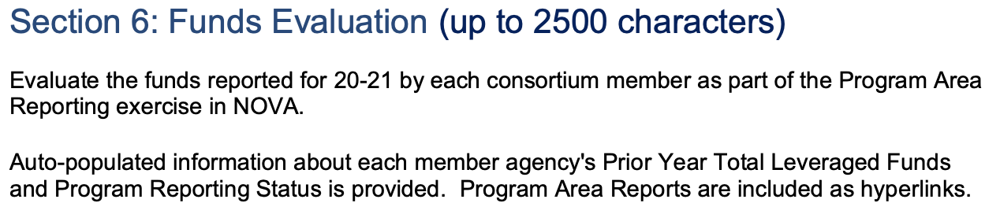 Section 6: Funds Evaluation (up to 2500 characters)
Evaluate the funds reported for 20-21 by each consortium member as part of the Program Area
Reporting exercise in NOVA.
Auto-populated information about each member agency's Prior Year Total Leveraged Funds
and Program Reporting Status is provided.  Program Area Reports are included as hyperlinks.